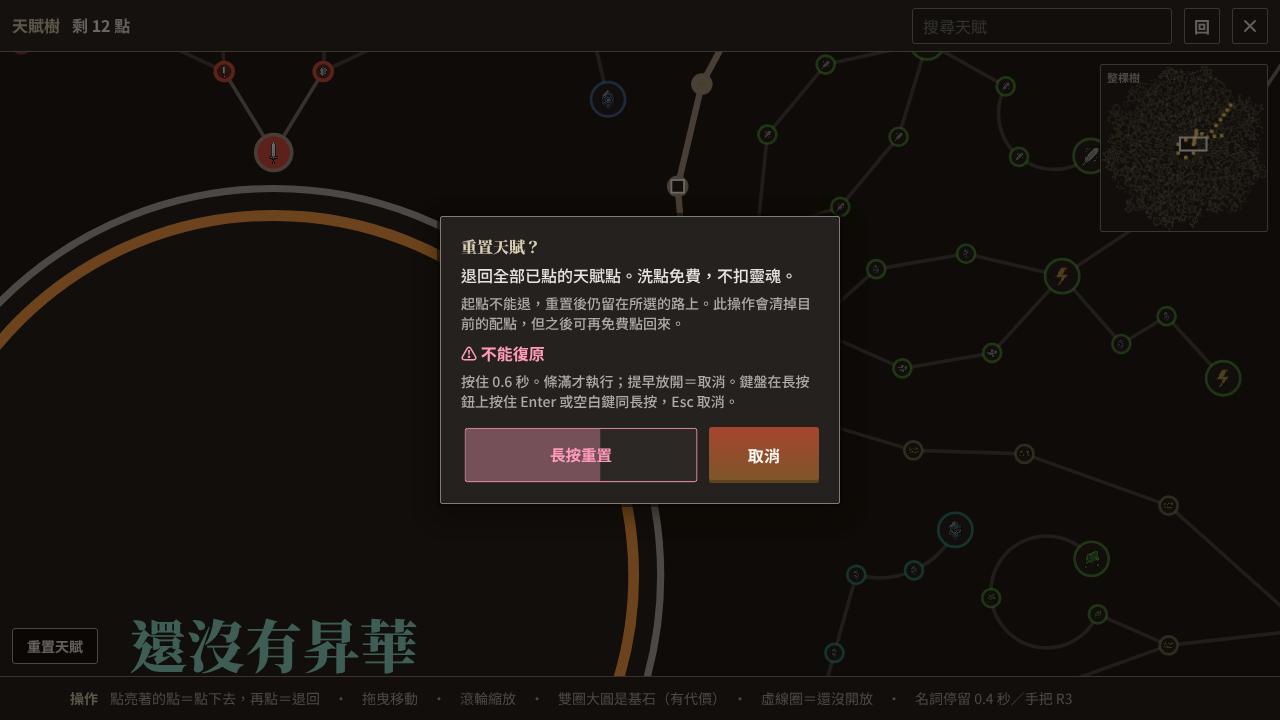 天賦樹 剩 12 點
搜尋天賦
回
整棵樹
重置天賦？
退回全部已點的天賦點。洗點免費，不扣靈魂。
起點不能退，重置後仍留在所選的路上。此操作會清掉目
前的配點，但之後可再免費點回來。
不能復原
按住 0.6 秒。條滿才執行；提早放開＝取消。鍵盤在長按
鈕上按住 Enter 或空白鍵同長按，Esc 取消。
長按重置
取消
重置天賦
還沒有昇華
操作 點亮著的點＝點下去，再點＝退回 · 拖曳移動 · 滾輪縮放 · 雙圈大圓是基石（有代價） · 虛線圈＝還沒開放 · 名詞停留 0.4 秒／手把 R3